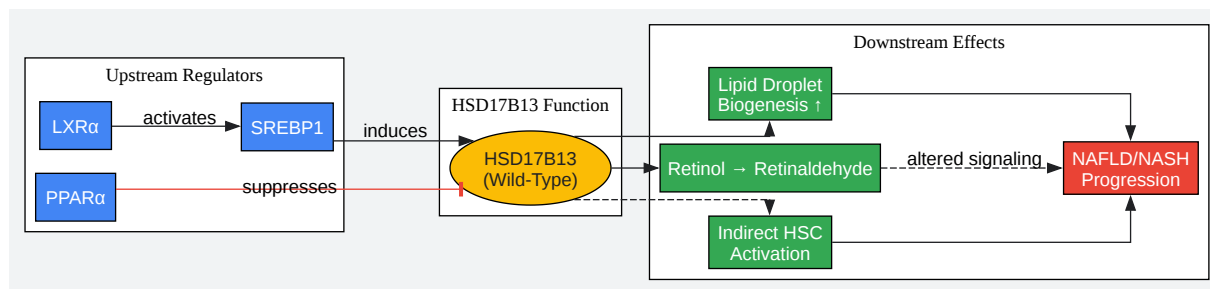 Upstream Regulators
LXRα
activates
SREBP1
PPARα
suppresses
induces
HSD17B13 Function
HSD17B13
(Wild-Type)
Downstream Effects
Lipid Droplet
Biogenesis ↑
Retinol → Retinaldehyde
altered signaling
Indirect HSC
Activation
NAFLD/NASH
Progression